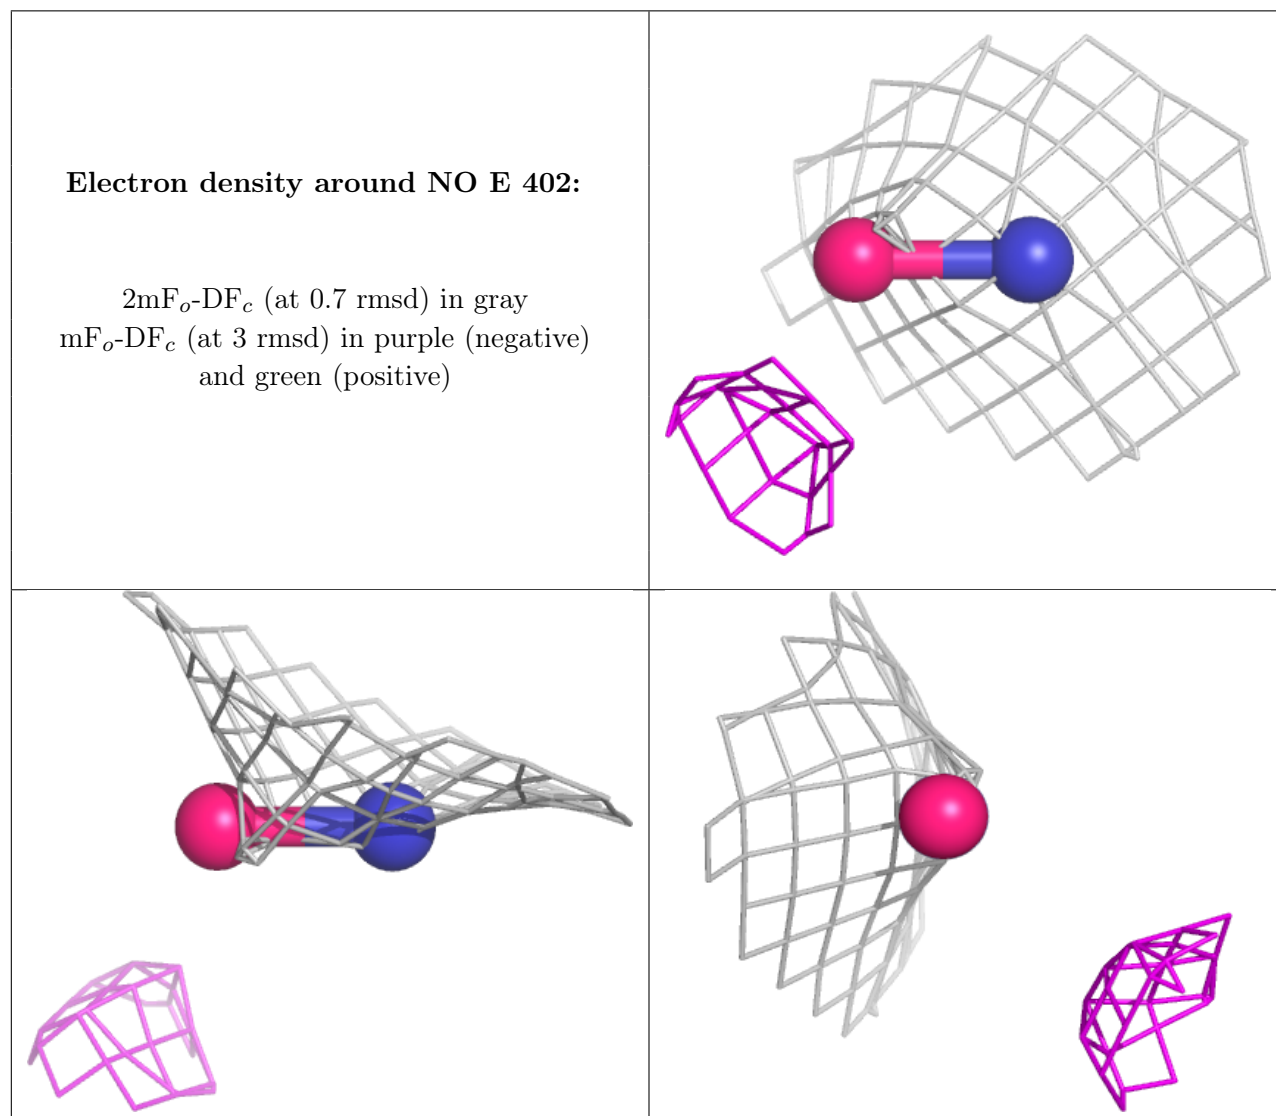 Electron density around NO E 402:
2mFo-DFc (at 0.7 rmsd) in gray
mFo-DFc (at 3 rmsd) in purple (negative)
and green (positive)